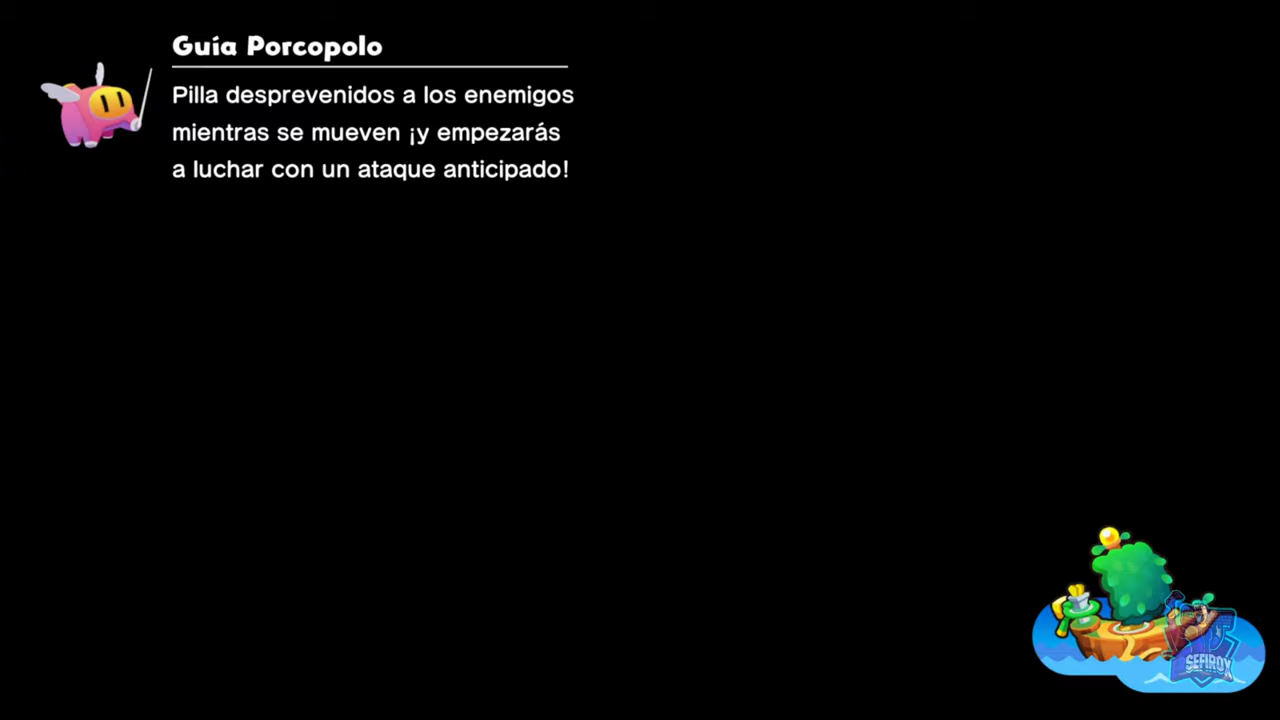 Guía Porcopolo
Pilla desprevenidos a los enemigos
mientras se mueven ¡y empezarás
a luchar con un ataque anticipado!
SEFIROX